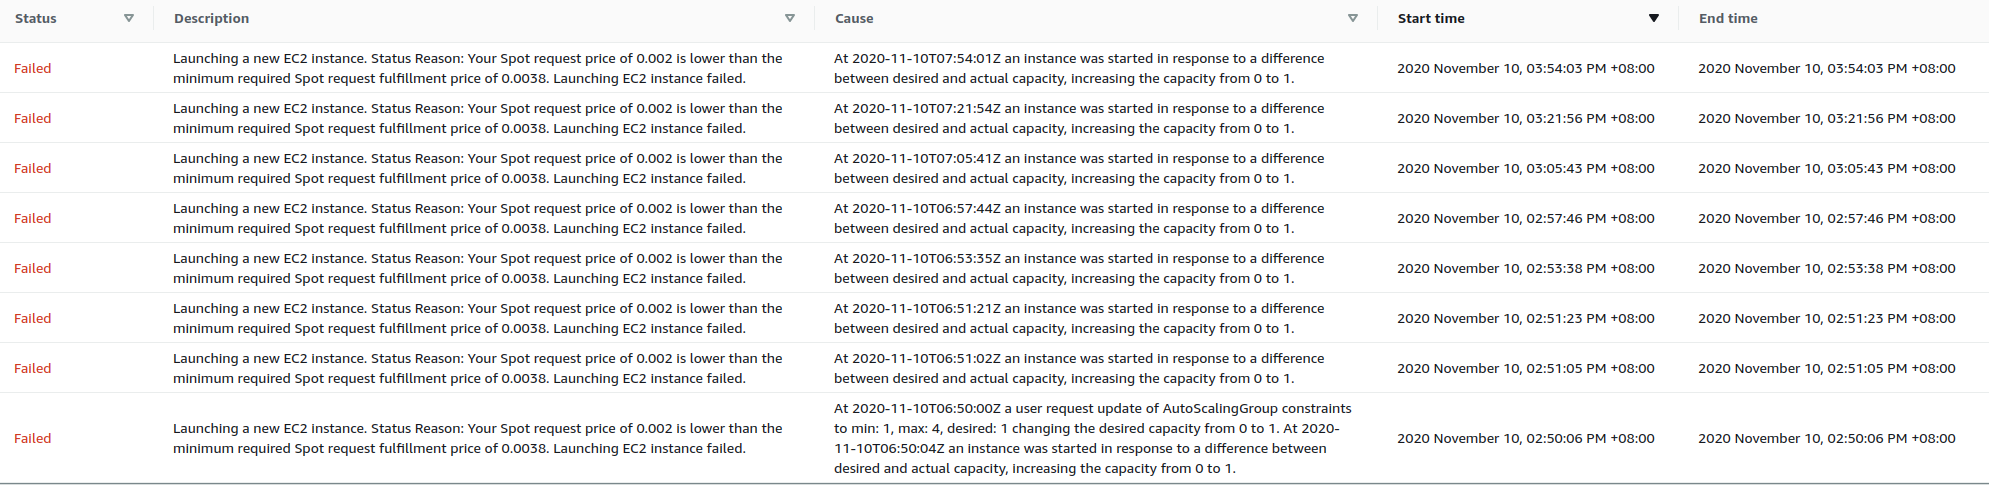 Status Description Cause Start time End time
Failed
Launching a new EC2 instance. Status Reason: Your Spot request price of 0.002 is lower than the
minimum required Spot request fulfillment price of 0.0038. Launching EC2 instance failed.
At 2020-11-10T07:54:01Z an instance was started in response to a difference
between desired and actual capacity, increasing the capacity from 0 to 1.
2020 November 10, 03:54:03 PM +08:00
2020 November 10, 03:54:03 PM +08:00
Failed
Launching a new EC2 instance. Status Reason: Your Spot request price of 0.002 is lower than the
minimum required Spot request fulfillment price of 0.0038. Launching EC2 instance failed.
At 2020-11-10T07:21:54Z an instance was started in response to a difference
between desired and actual capacity, increasing the capacity from 0 to 1.
2020 November 10, 03:21:56 PM +08:00
2020 November 10, 03:21:56 PM +08:00
Failed
Launching a new EC2 instance. Status Reason: Your Spot request price of 0.002 is lower than the
minimum required Spot request fulfillment price of 0.0038. Launching EC2 instance failed.
At 2020-11-10T07:05:41Z an instance was started in response to a difference
between desired and actual capacity, increasing the capacity from 0 to 1.
2020 November 10, 03:05:43 PM +08:00
2020 November 10, 03:05:43 PM +08:00
Failed
Launching a new EC2 instance. Status Reason: Your Spot request price of 0.002 is lower than the
minimum required Spot request fulfillment price of 0.0038. Launching EC2 instance failed.
At 2020-11-10T06:57:44Z an instance was started in response to a difference
between desired and actual capacity, increasing the capacity from 0 to 1.
2020 November 10, 02:57:46 PM +08:00
2020 November 10, 02:57:46 PM +08:00
Failed
Launching a new EC2 instance. Status Reason: Your Spot request price of 0.002 is lower than the
minimum required Spot request fulfillment price of 0.0038. Launching EC2 instance failed.
At 2020-11-10T06:53:35Z an instance was started in response to a difference
between desired and actual capacity, increasing the capacity from 0 to 1.
2020 November 10, 02:53:38 PM +08:00
2020 November 10, 02:53:38 PM +08:00
Failed
Launching a new EC2 instance. Status Reason: Your Spot request price of 0.002 is lower than the
minimum required Spot request fulfillment price of 0.0038. Launching EC2 instance failed.
At 2020-11-10T06:51:21Z an instance was started in response to a difference
between desired and actual capacity, increasing the capacity from 0 to 1.
2020 November 10, 02:51:23 PM +08:00
2020 November 10, 02:51:23 PM +08:00
Failed
Launching a new EC2 instance. Status Reason: Your Spot request price of 0.002 is lower than the
minimum required Spot request fulfillment price of 0.0038. Launching EC2 instance failed.
At 2020-11-10T06:51:02Z an instance was started in response to a difference
between desired and actual capacity, increasing the capacity from 0 to 1.
2020 November 10, 02:51:05 PM +08:00
2020 November 10, 02:51:05 PM +08:00
Failed
Launching a new EC2 instance. Status Reason: Your Spot request price of 0.002 is lower than the
minimum required Spot request fulfillment price of 0.0038. Launching EC2 instance failed.
At 2020-11-10T06:50:00Z a user request update of AutoScalingGroup constraints
to min: 1, max: 4, desired: 1 changing the desired capacity from 0 to 1. At 2020-
11-10T06:50:04Z an instance was started in response to a difference between
desired and actual capacity, increasing the capacity from 0 to 1.
2020 November 10, 02:50:06 PM +08:00
2020 November 10, 02:50:06 PM +08:00